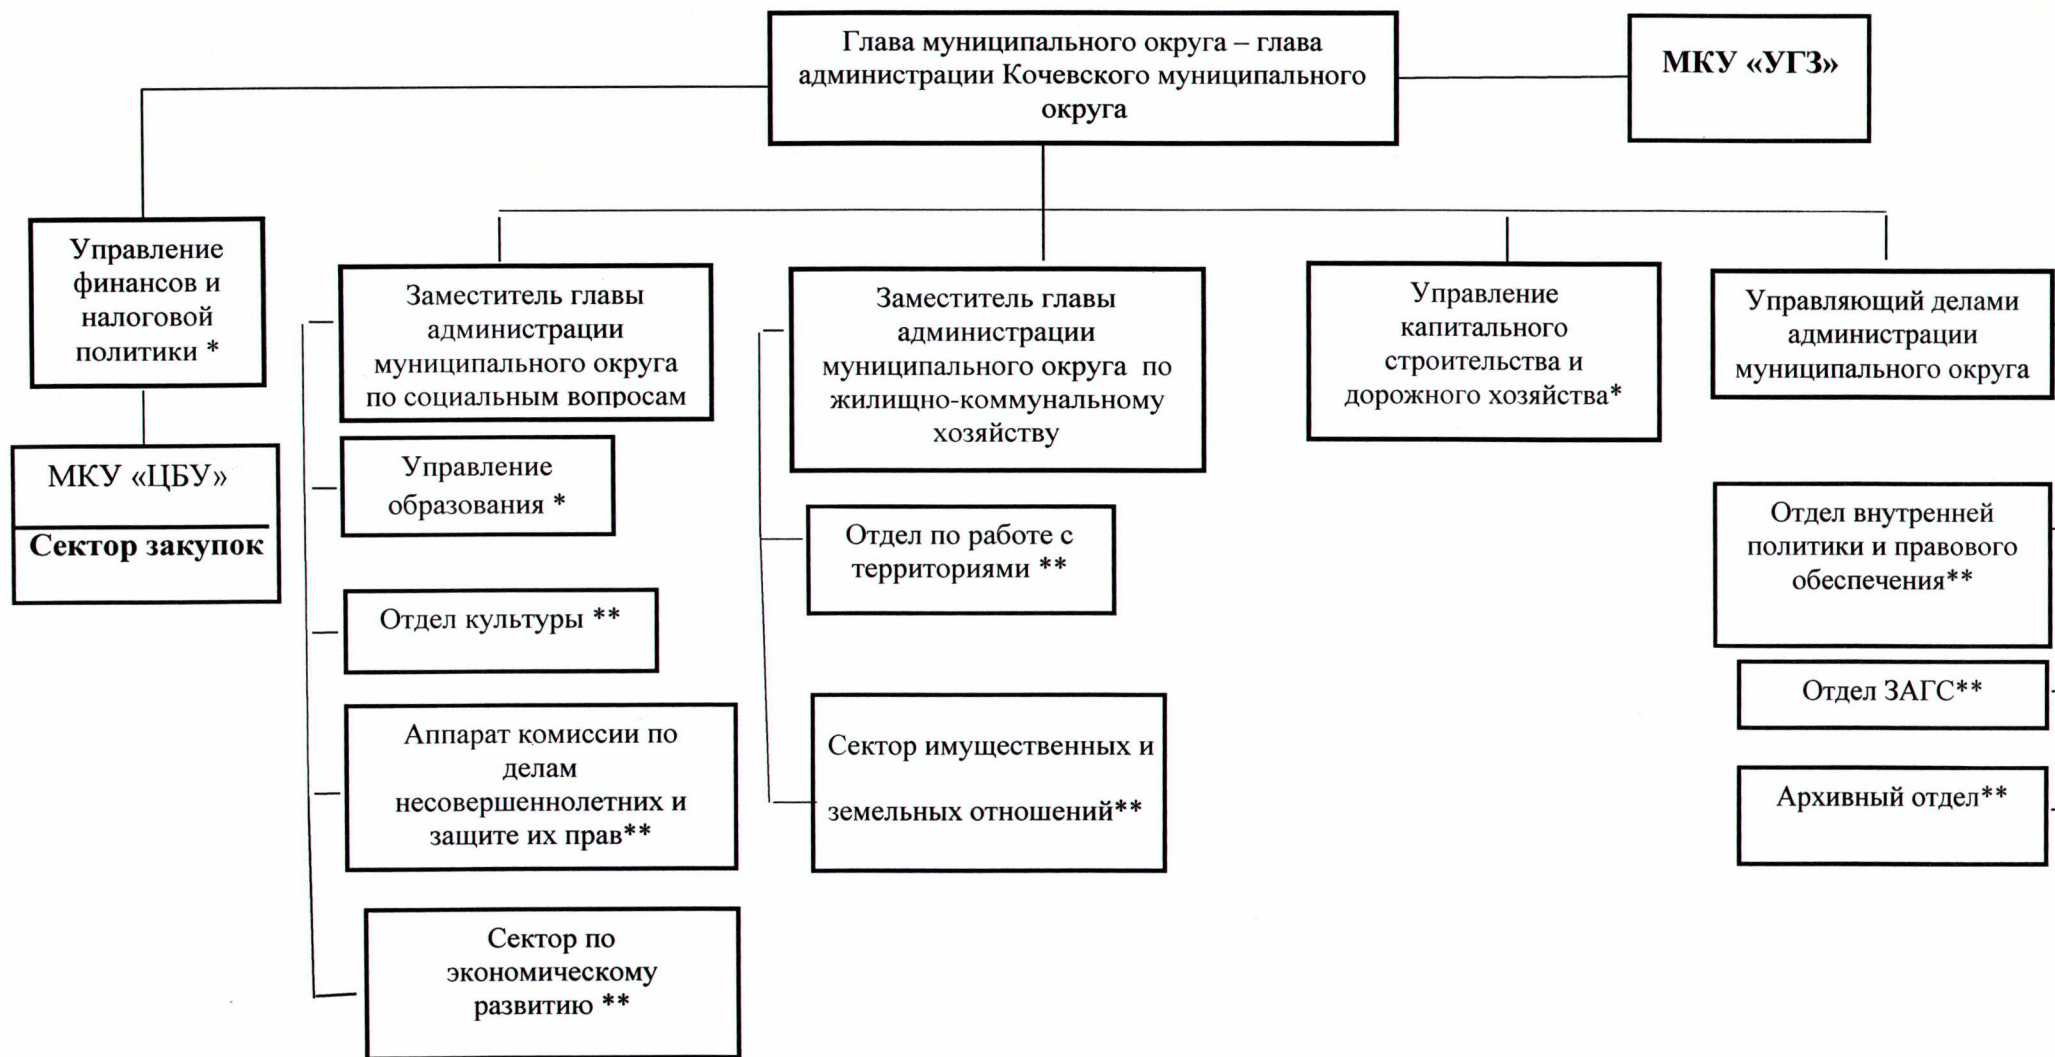 Глава муниципального округа – глава
администрации Кочевского муниципального
округа
МКУ «УГЗ»
Управление
финансов и
налоговой
политики *
МКУ «ЦБУ»
Сектор закупок
Заместитель главы
администрации
муниципального округа
по социальным вопросам
Управление
образования *
Отдел культуры **
Аппарат комиссии по
делам
несовершеннолетних и
защите их прав**
Сектор по
экономическому
развитию **
Заместитель главы
администрации
муниципального округа по
жилищно-коммунальному
хозяйству
Отдел по работе с
территориями **
Сектор имущественных и
земельных отношений**
Управление
капитального
строительства и
дорожного хозяйства*
Управляющий делами
администрации
муниципального округа
Отдел внутренней
политики и правового
обеспечения**
Отдел ЗАГС**
Архивный отдел**